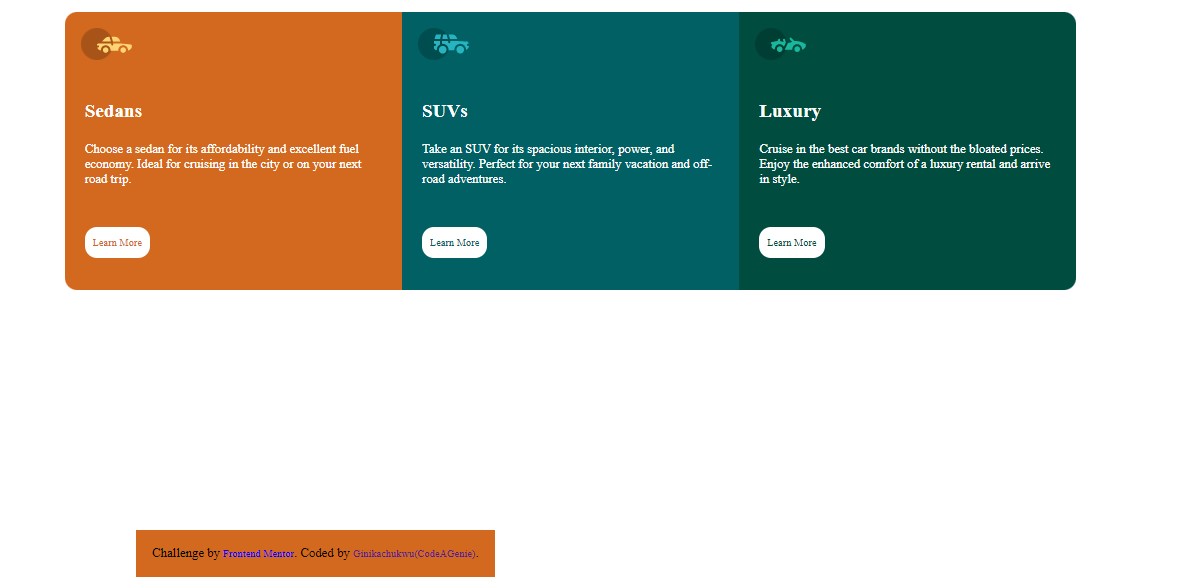 Sedans
Choose a sedan for its affordability and excellent fuel
economy. Ideal for cruising in the city or on your next
road trip.
Learn More
SUVs
Take an SUV for its spacious interior, power, and
versatility. Perfect for your next family vacation and off-
road adventures.
Learn More
Luxury
Cruise in the best car brands without the bloated prices.
Enjoy the enhanced comfort of a luxury rental and arrive
in style.
Learn More
Challenge by Frontend Mentor. Coded by Ginikachukwu(CodeAGenie).